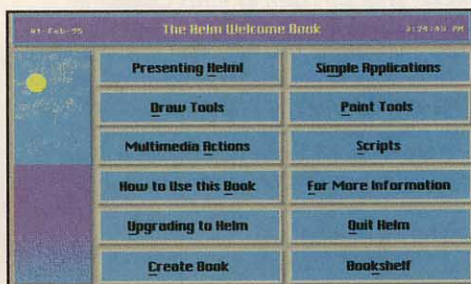 01-Feb-95 The Helm Welcome Book 3:24:49 PM
Presenting Helm! Simple Applications
Draw Tools Paint Tools
Multimedia Actions Scripts
How to Use this Book For More Information
Upgrading to Helm Quit Helm
Create Book Bookshelf